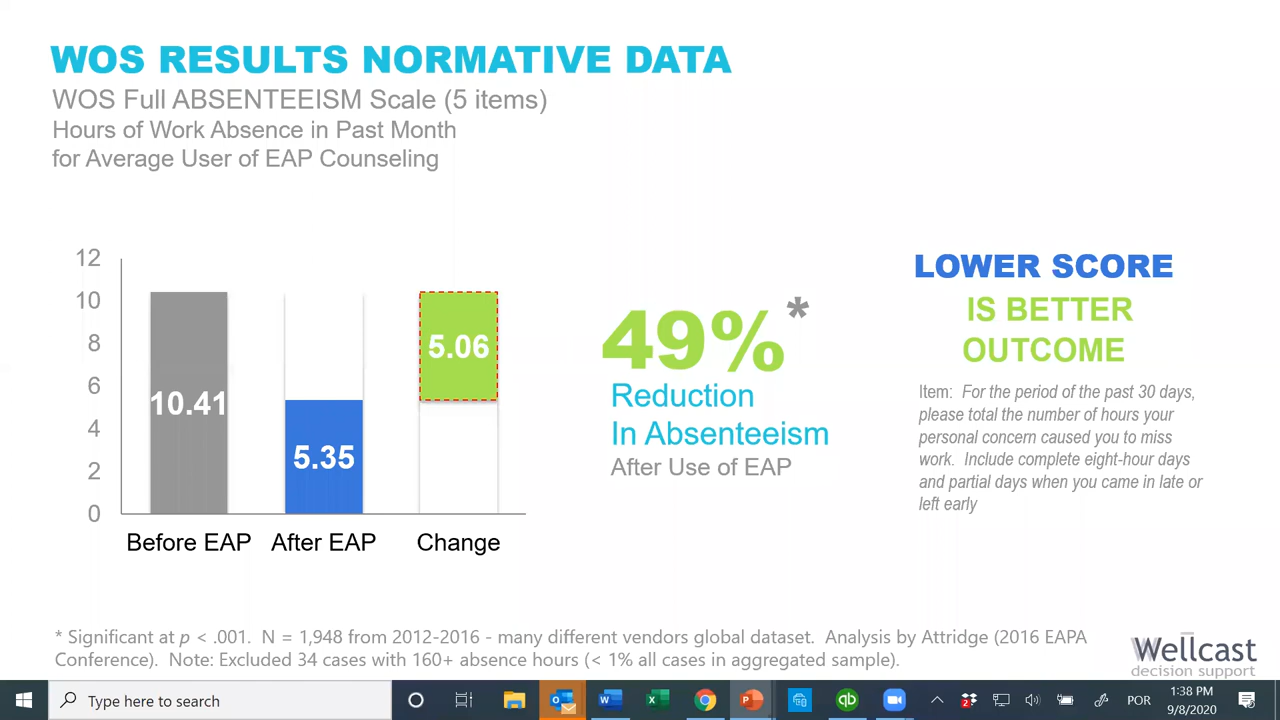 WOS RESULTS NORMATIVE DATA
WOS Full ABSENTEEISM Scale (5 items)
Hours of Work Absence in Past Month
for Average User of EAP Counseling
12
10
8
6
4
2
0
10.41
5.35
5.06
Before EAP
After EAP
Change
49%*
Reduction
In Absenteeism
After Use of EAP
LOWER SCORE
IS BETTER
OUTCOME
Item: For the period of the past 30 days,
please total the number of hours your
personal concern caused you to miss
work. Include complete eight-hour days
and partial days when you came in late or
left early
* Significant at p < .001. N = 1,948 from 2012-2016 - many different vendors global dataset. Analysis by Attridge (2016 EAPA
Conference). Note: Excluded 34 cases with 160+ absence hours (< 1% all cases in aggregated sample).
Wellcast
decision support
Type here to search
2
POR
1:38 PM
9/8/2020